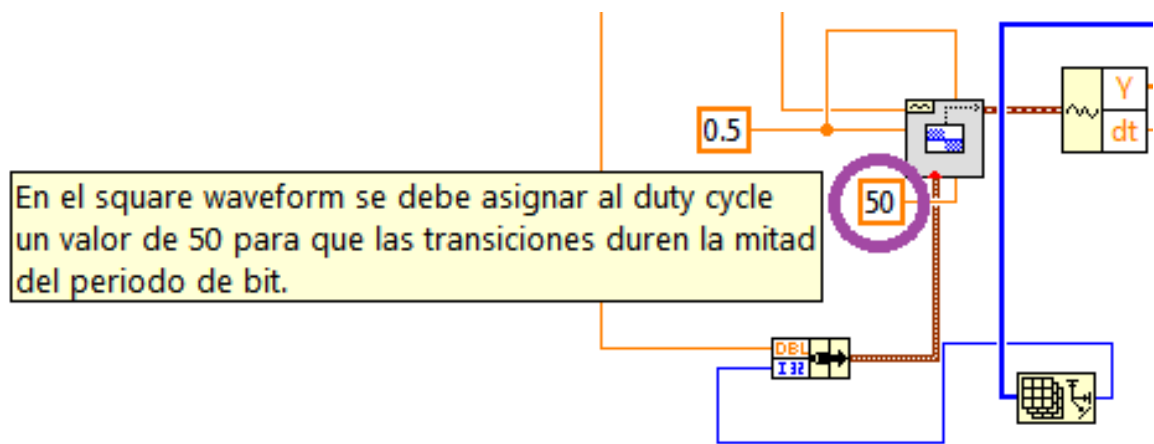 Y
0.5
dt
50
En el square waveform se debe asignar al duty cycle
un valor de 50 para que las transiciones duren la mitad
del periodo de bit.
DBL
I32